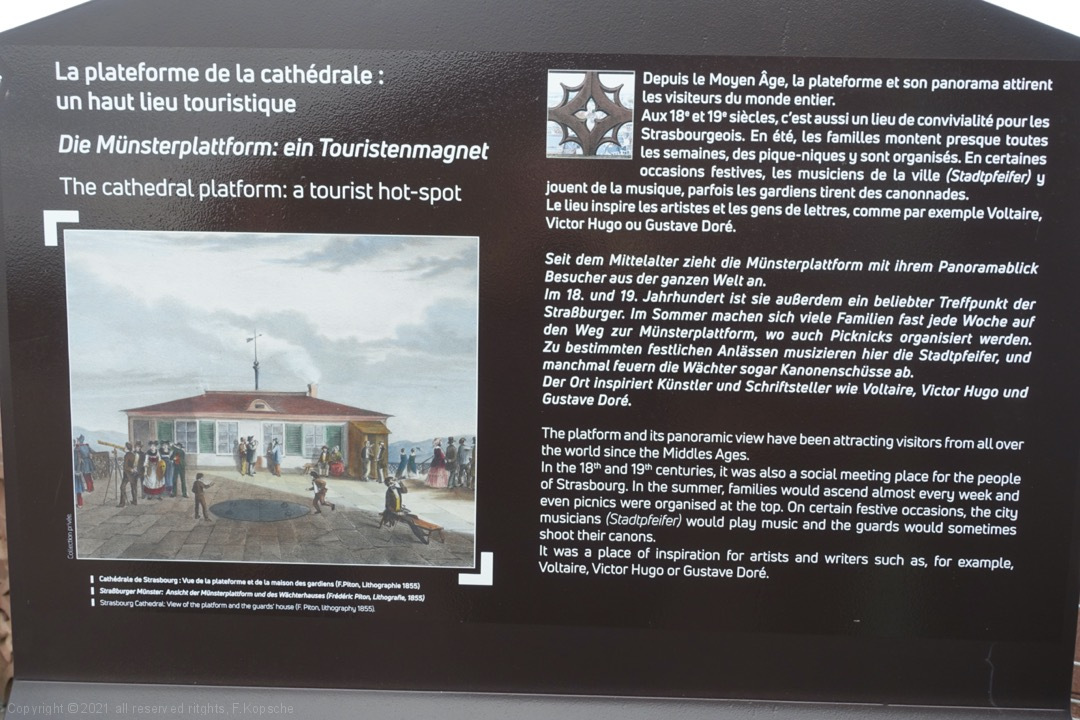 La plateforme de la cathédrale :
un haut lieu touristique
Die Münsterplattform: ein Touristenmagnet
The cathedral platform: a tourist hot-spot
Collection privée.
Cathédrale de Strasbourg : Vue de la plateforme et de la maison des gardiens (F.Piton, Lithographie 1855)
Straßburger Münster: Ansicht der Münsterplattform und des Wächterhauses (Frédéric Piton, Lithografie, 1855)
Strasbourg Cathedral; View of the platform and the guards' house (F. Piton, lithography 1855).
Depuis le Moyen Âge, la plateforme et son panorama attirent
les visiteurs du monde entier.
Aux 18e et 19e siècles, c'est aussi un lieu de convivialité pour les
Strasbourgeois. En été, les familles montent presque toutes
les semaines, des pique-niques y sont organisés. En certaines
occasions festives, les musiciens de la ville (Stadtpfeifer) y
jouent de la musique, parfois les gardiens tirent des canonnades.
Le lieu inspire les artistes et les gens de lettres, comme par exemple Voltaire,
Victor Hugo ou Gustave Doré.
Seit dem Mittelalter zieht die Münsterplattform mit ihrem Panoramablick
Besucher aus der ganzen Welt an.
Im 18. und 19. Jahrhundert ist sie außerdem ein beliebter Treffpunkt der
Straßburger. Im Sommer machen sich viele Familien fast jede Woche auf
den Weg zur Münsterplattform, wo auch Picknicks organisiert werden.
Zu bestimmten festlichen Anlässen musizieren hier die Stadtpfeifer, und
manchmal feuern die Wächter sogar Kanonenschüsse ab.
Der Ort inspiriert Künstler und Schriftsteller wie Voltaire, Victor Hugo und
Gustave Doré.
The platform and its panoramic view have been attracting visitors from all over
the world since the Middles Ages.
In the 18th and 19th centuries, it was also a social meeting place for the people
of Strasbourg. In the summer, families would ascend almost every week and
even picnics were organised at the top. On certain festive occasions, the city
musicians (Stadtpfeifer) would play music and the guards would sometimes
shoot their canons.
It was a place of inspiration for artists and writers such as, for example,
Voltaire, Victor Hugo or Gustave Doré.
Copyright © 2021 all reserved ritghts, F.Kopsche